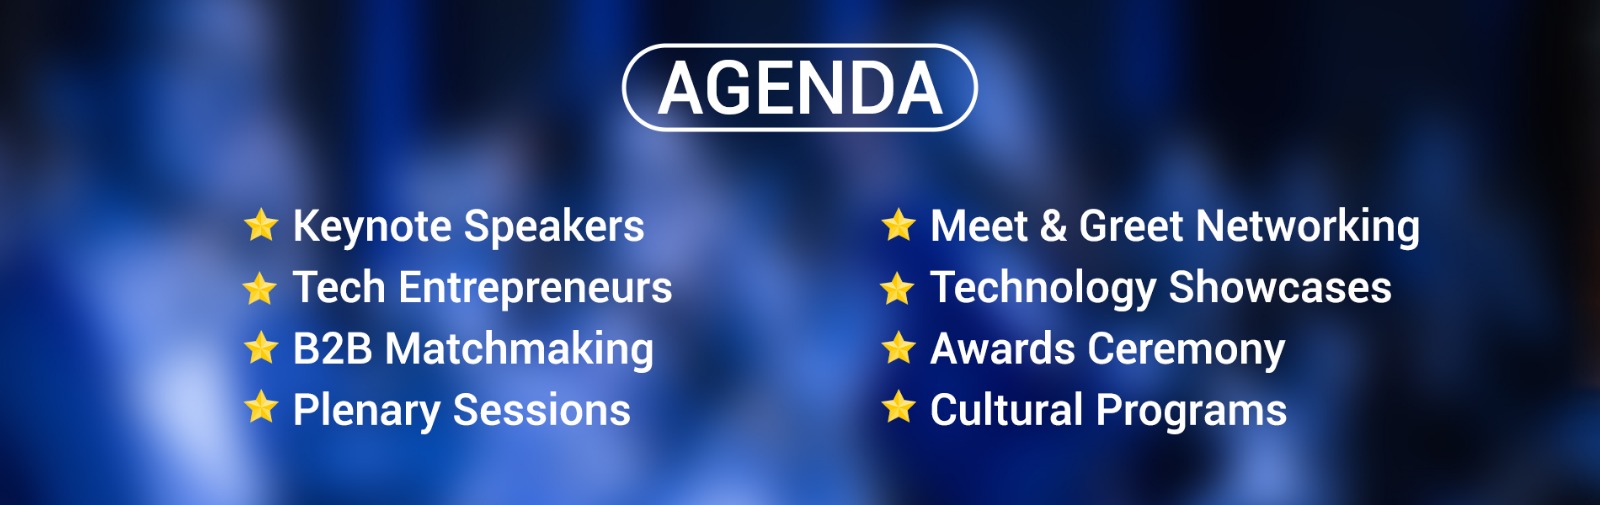 AGENDA
Keynote Speakers
Tech Entrepreneurs
B2B Matchmaking
Plenary Sessions
Meet & Greet Networking
Technology Showcases
Awards Ceremony
Cultural Programs